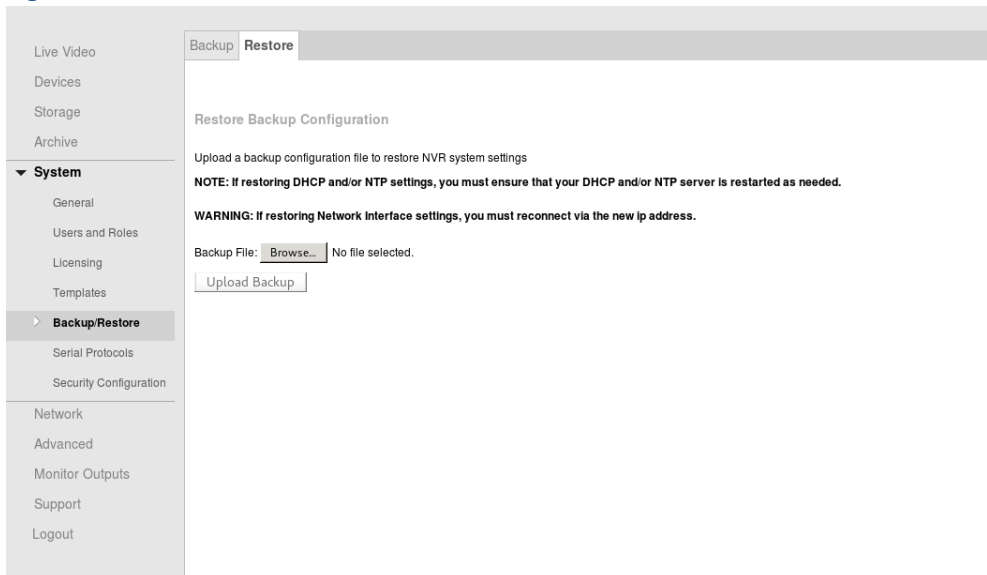 Live Video
Devices
Storage
Archive
System
General
Users and Roles
Licensing
Templates
Backup/Restore
Serial Protocols
Security Configuration
Network
Advanced
Monitor Outputs
Support
Logout
Backup Restore
Restore Backup Configuration
Upload a backup configuration file to restore NVR system settings
NOTE: If restoring DHCP and/or NTP settings, you must ensure that your DHCP and/or NTP server is restarted as needed.
WARNING: If restoring Network Interface settings, you must reconnect via the new ip address.
Backup File: Browse... No file selected.
Upload Backup